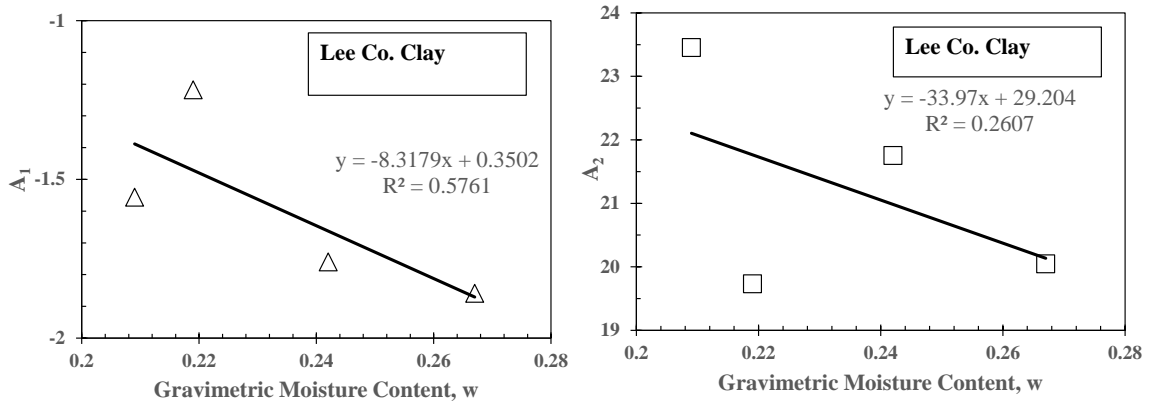 -1
-1.5
-2
A1
Lee Co. Clay
y = -8.3179x + 0.3502
R² = 0.5761
0.2 0.22 0.24 0.26 0.28
Gravimetric Moisture Content, w
24
23
22
21
20
19
A2
Lee Co. Clay
y = -33.97x + 29.204
R² = 0.2607
0.2 0.22 0.24 0.26 0.28
Gravimetric Moisture Content, w